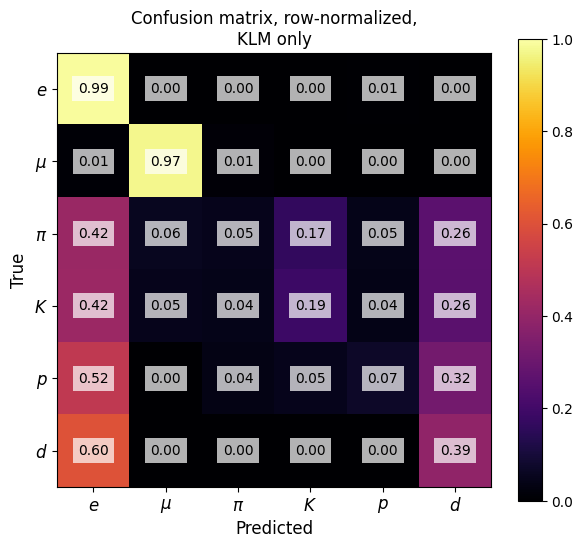 Confusion matrix, row-normalized,
KLM only
1.0
e 0.99 0.00 0.00 0.00 0.01 0.00
μ 0.01 0.97 0.01 0.00 0.00 0.00
0.8
π 0.42 0.06 0.05 0.17 0.05 0.26
0.6
True
K 0.42 0.05 0.04 0.19 0.04 0.26
0.4
p 0.52 0.00 0.04 0.05 0.07 0.32
0.2
d 0.60 0.00 0.00 0.00 0.00 0.39
0.0
e μ π K p d
Predicted